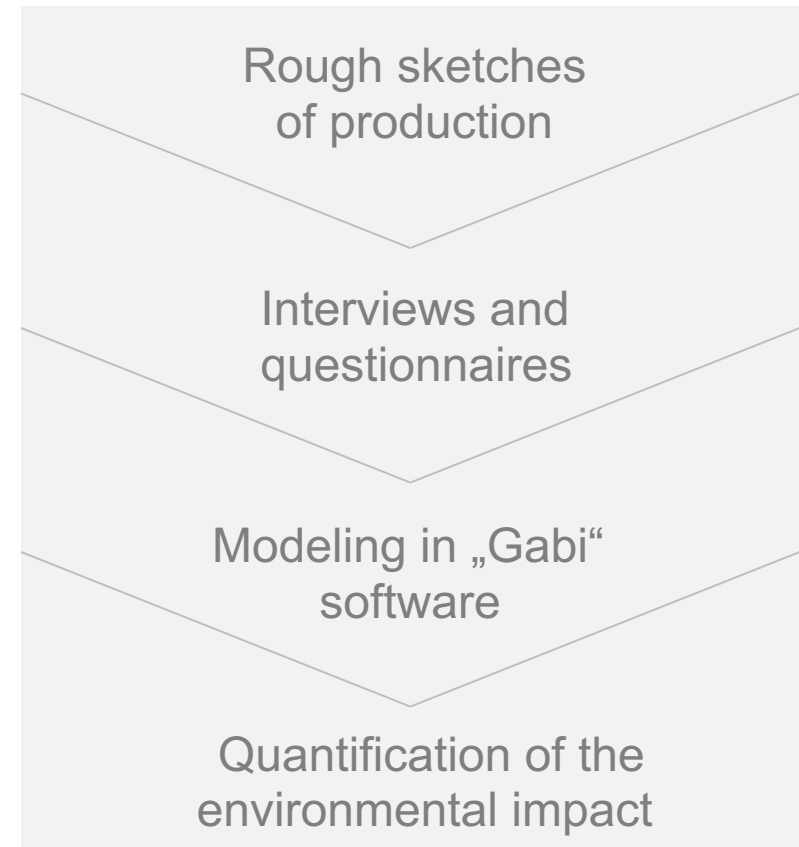 Rough sketches
of production
Interviews and
questionnaires
Modeling in „Gabi“
software
Quantification of the
environmental impact